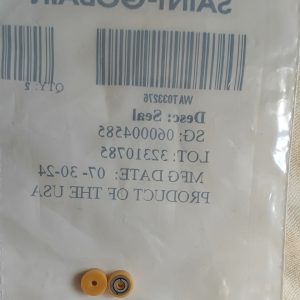 SAINT-GOBAIN
QTY: 2
WAT033276
Desc: Seal
SG: 060004585
LOT: 32310785
MFG DATE: 07-30-24
PRODUCT OF THE USA